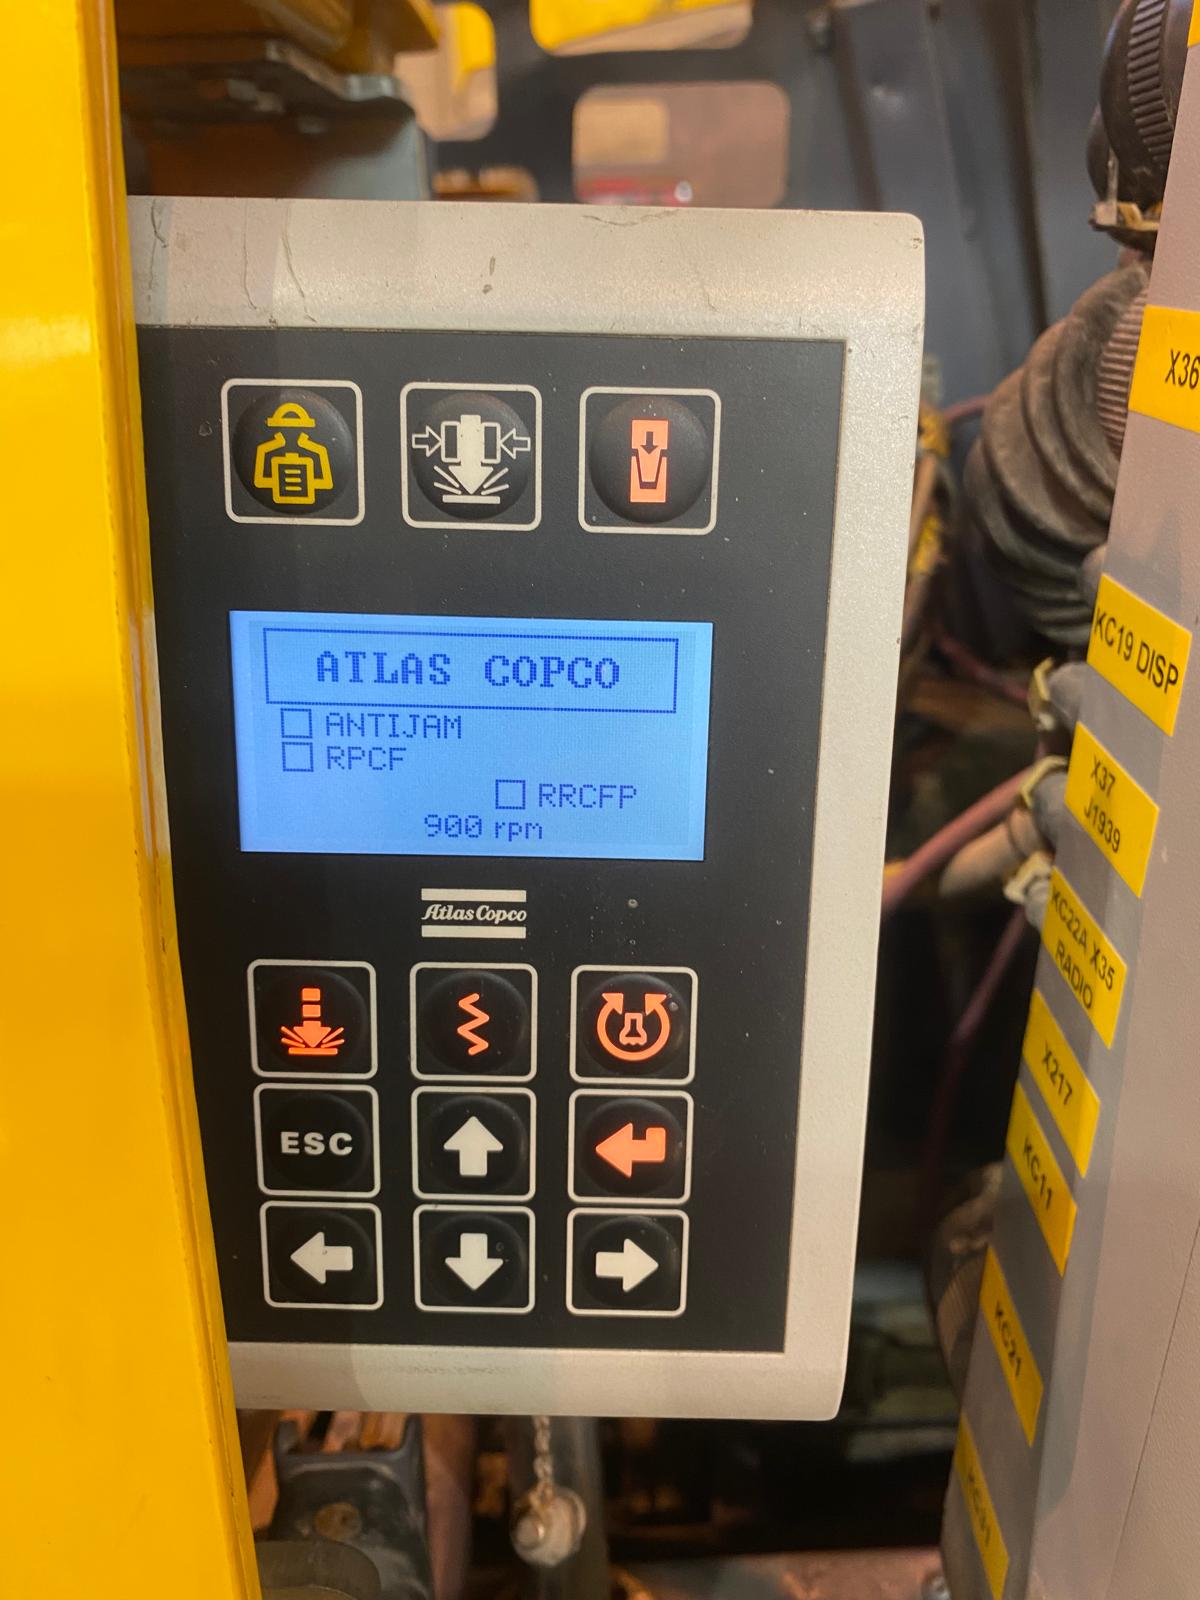 ATLAS COPCO
ANTIJAM
RPCF
RRCFP
900 rpm
Atlas Copco
ESC
X36
KC19 DISP
X37
J1939
KC22A X35
RADIO
X217
KC11
KC21